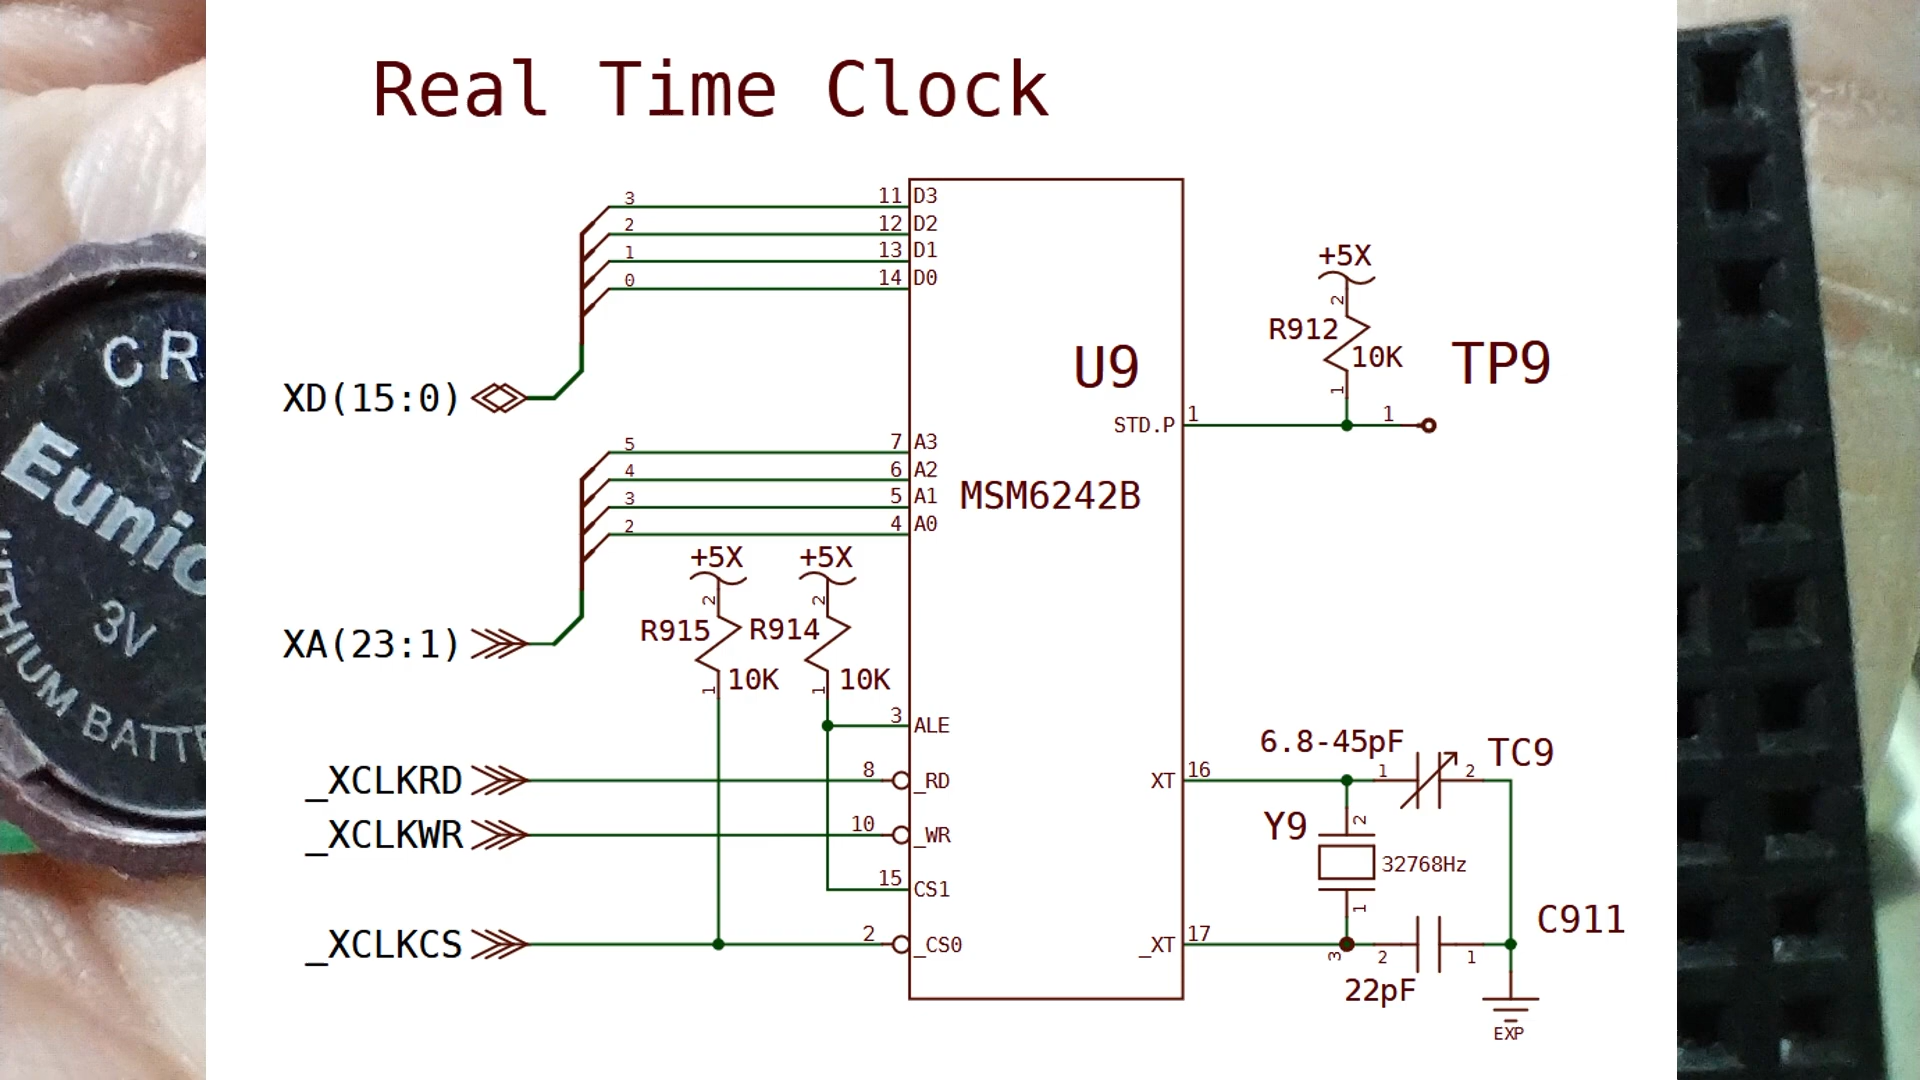 Real Time Clock
3 11 D3
2 12 D2
1 13 D1
0 14 D0
XD(15:0)
5 7 A3
4 6 A2
3 5 A1
2 4 A0
XA(23:1)
+5X
2
R915
10K
1
+5X
2
R914
10K
1
3 ALE
_XCLKRD 8 _RD
_XCLKWR 10 _WR
15 CS1
_XCLKCS 2 _CS0
U9
MSM6242B
+5X
2
R912
10K
1
TP9
STD.P 1 1
6.8-45pF
TC9
XT 16 1 2
Y9
2
32768Hz
1
C911
_XT 17 3 2 1
22pF
EXP
CR
Eunic
3V
THIUM BATTE